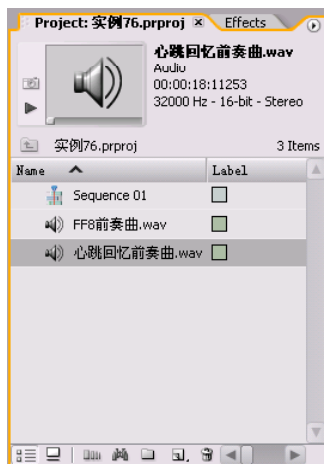 Project: 实例76.prproj Effects
心跳回忆前奏曲.wav
Audio
00:00:18:11253
32000 Hz - 16-bit - Stereo
实例76.prproj 3 Items
Name Label
Sequence 01
FF8前奏曲.wav
心跳回忆前奏曲.wav